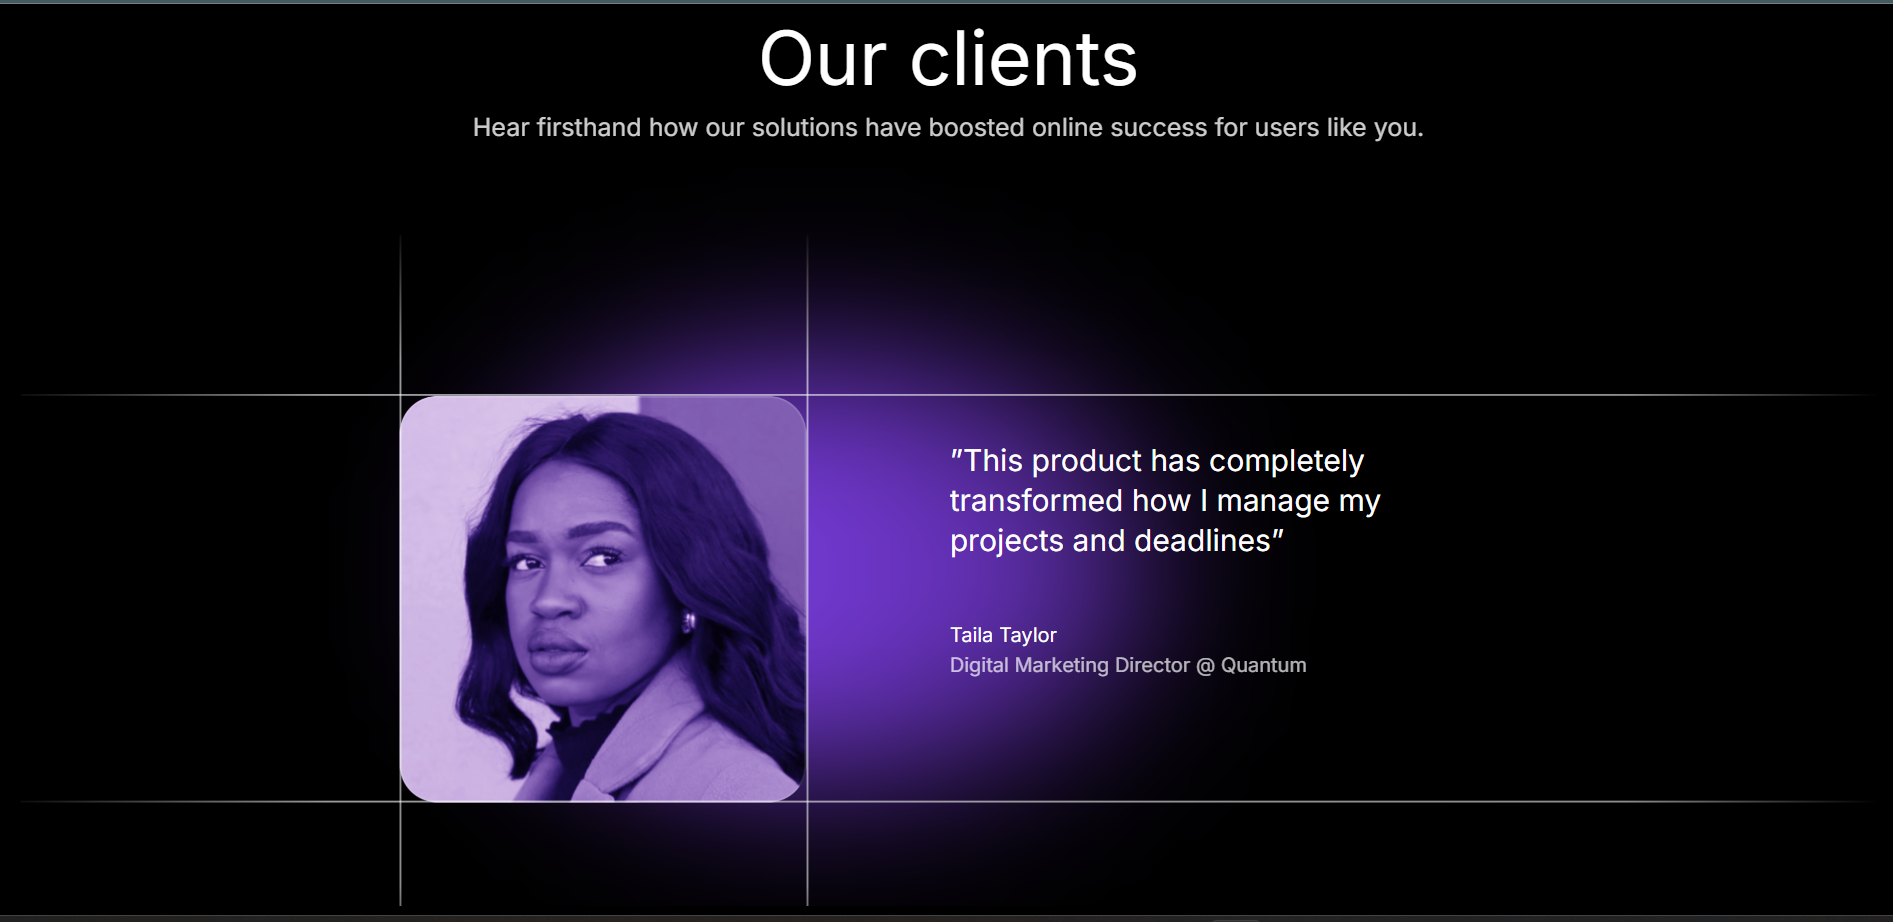 Our clients
Hear firsthand how our solutions have boosted online success for users like you.
"This product has completely
transformed how I manage my
projects and deadlines"
Taila Taylor
Digital Marketing Director @ Quantum